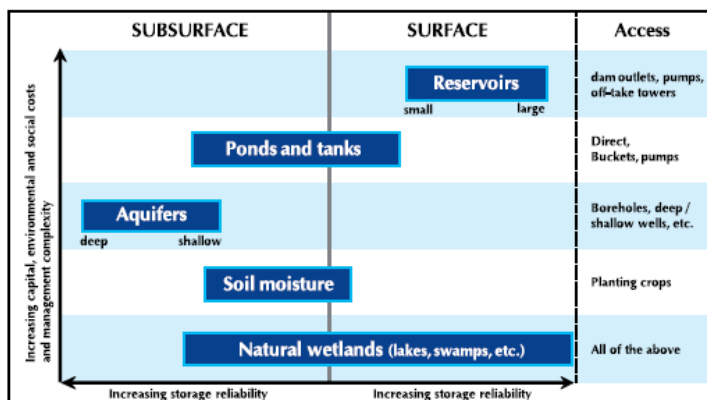 SUBSURFACE
SURFACE
Access
Increasing capital, environmental and social costs
and management complexity
Reservoirs
small
large
dam outlets, pumps,
off-take towers
Ponds and tanks
Direct,
Buckets, pumps
Aquifers
deep
shallow
Boreholes, deep /
shallow wells, etc.
Soil moisture
Planting crops
Natural wetlands (lakes, swamps, etc.)
All of the above
Increasing storage reliability
Increasing storage reliability